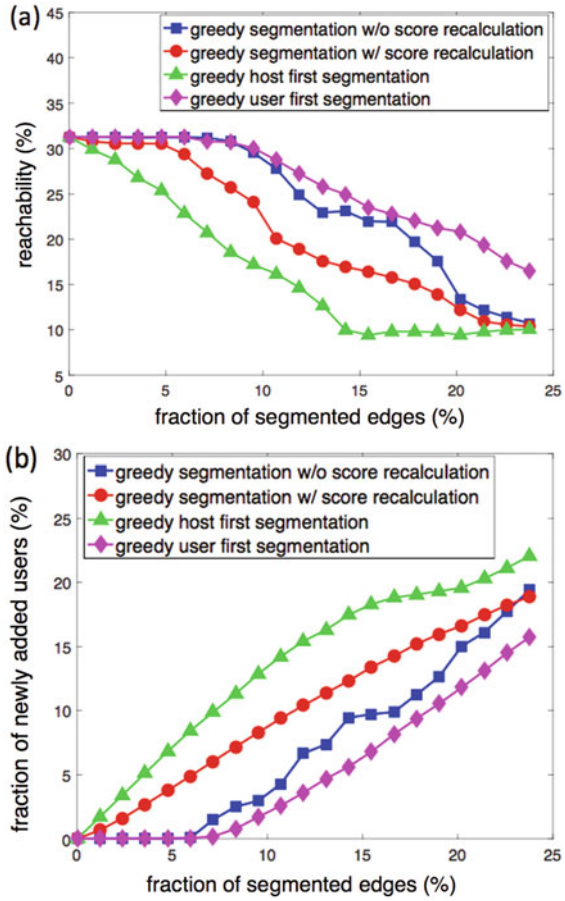 (a)
greedy segmentation w/o score recalculation
greedy segmentation w/ score recalculation
greedy host first segmentation
greedy user first segmentation
reachability (%)
45
40
35
30
25
20
15
10
5
0 5 10 15 20 25
fraction of segmented edges (%)
(b)
greedy segmentation w/o score recalculation
greedy segmentation w/ score recalculation
greedy host first segmentation
greedy user first segmentation
fraction of newly added users (%)
30
25
20
15
10
5
0
0 5 10 15 20 25
fraction of segmented edges (%)